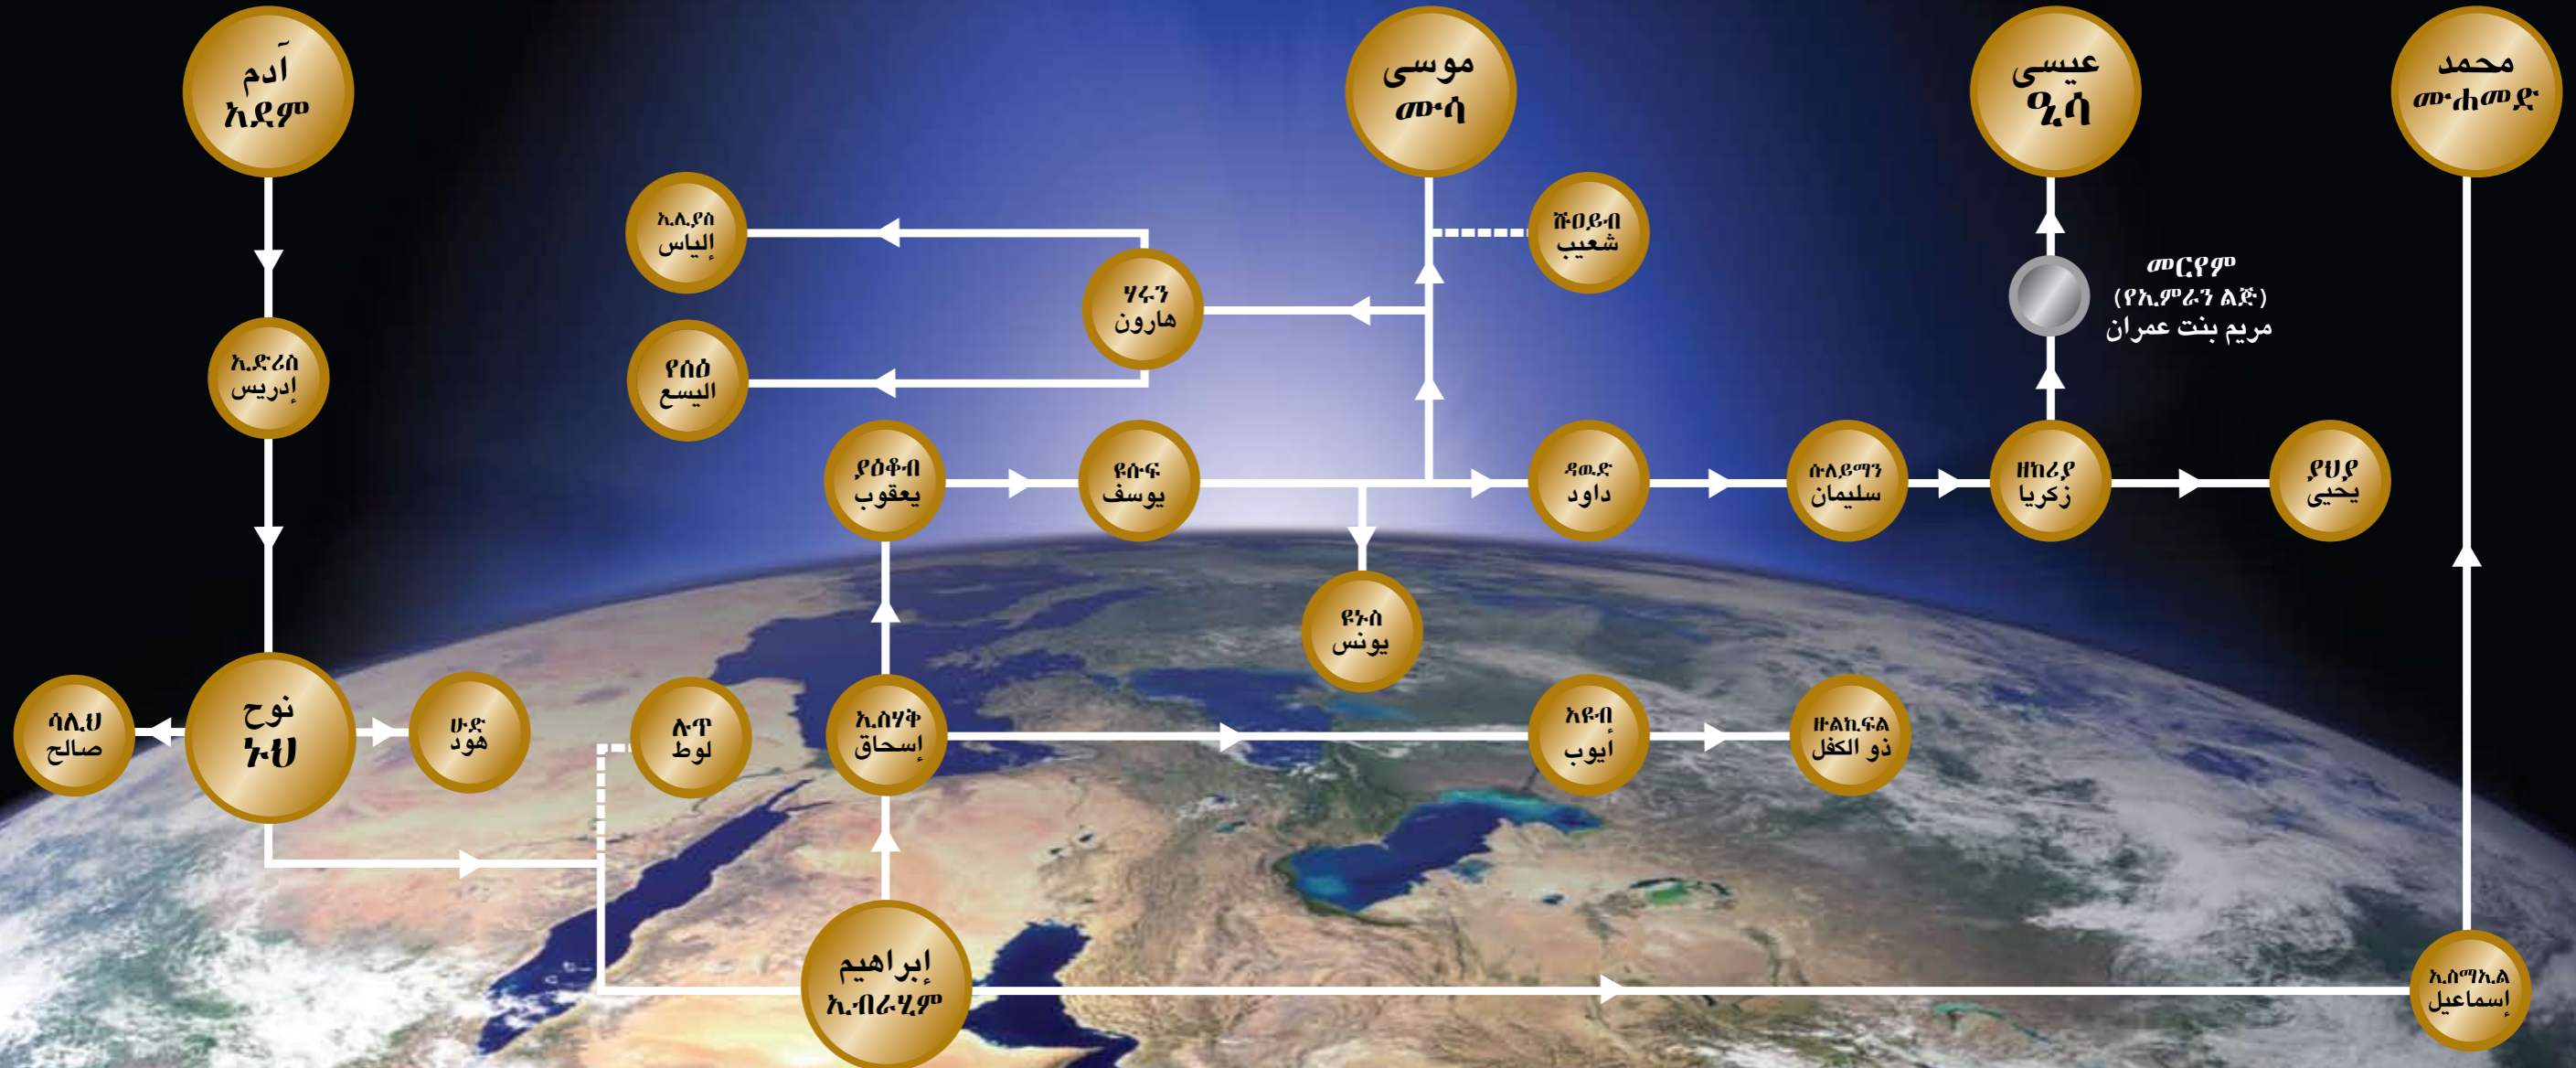 آدم
አደም
موسى
ሙሳ
عيسى
ዒሳ
محمد
ሙሐመድ
ኢሊያስ
إلياس
ሹዐይብ
شعيب
ሃሩን
هارون
መርየም
(የኢምራን ልጅ)
مريم بنت عمران
ኢድሪስ
إدريس
የሰዕ
اليسع
ያዕቆብ
يعقوب
ዩሱፍ
يوسف
ዳዉድ
داود
ሱለይማን
سليمان
ዘከሪያ
زكريا
ያህያ
يحيى
ዩኑስ
يونس
ሳሊህ
صالح
نوح
ኑህ
ሁድ
هود
ሉጥ
لوط
ኢስሃቅ
إسحاق
አዩብ
أيوب
ዙልኪፍል
ذو الكفل
إبراهيم
ኢብራሂም
ኢስማኢል
إسماعيل